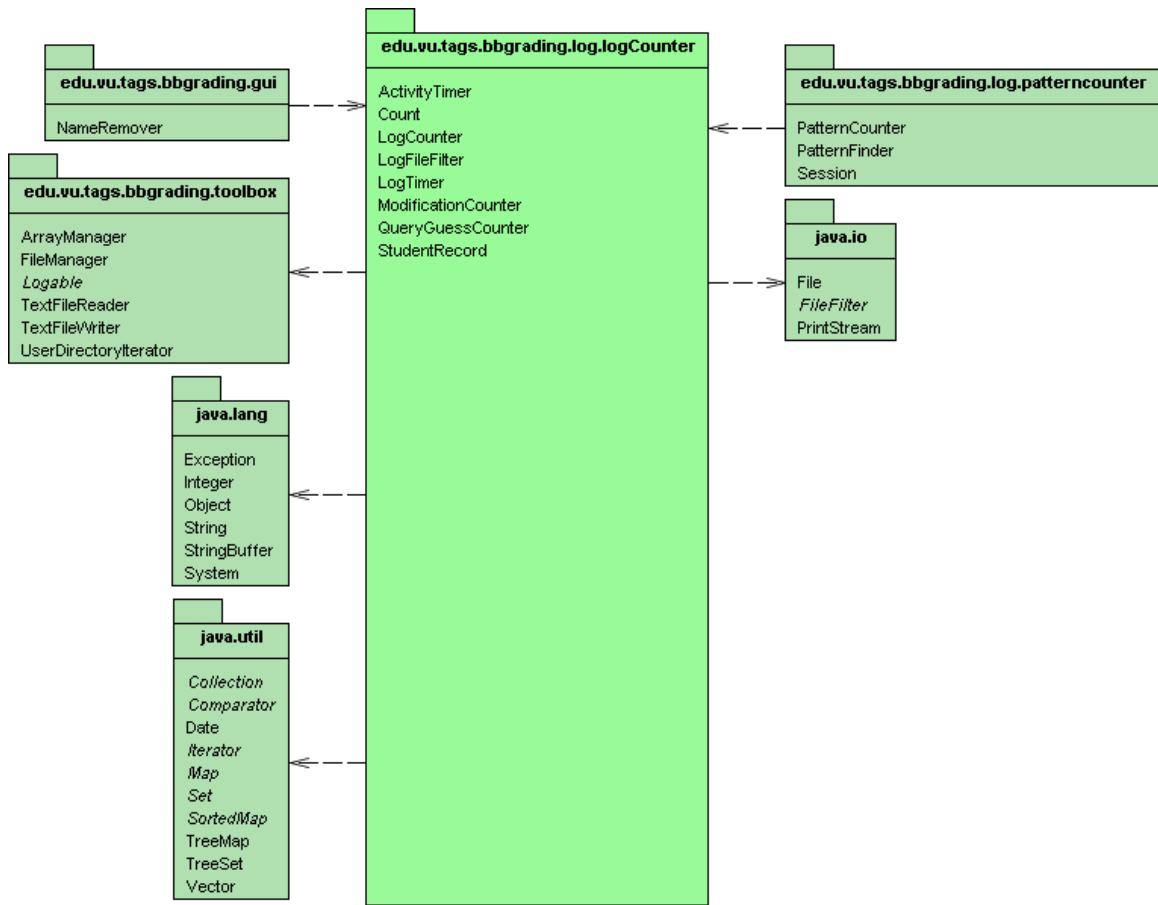 edu.vu.tags.bbgrading.log.logCounter
ActivityTimer
Count
LogCounter
LogFileFilter
LogTimer
ModificationCounter
QueryGuessCounter
StudentRecord
edu.vu.tags.bbgrading.gui
NameRemover
edu.vu.tags.bbgrading.toolbox
ArrayManager
FileManager
Logable
TextFileReader
TextFileWriter
UserDirectoryIterator
java.lang
Exception
Integer
Object
String
StringBuffer
System
java.util
Collection
Comparator
Date
Iterator
Map
Set
SortedMap
TreeMap
TreeSet
Vector
edu.vu.tags.bbgrading.log.patterncounter
PatternCounter
PatternFinder
Session
java.io
File
FileFilter
PrintStream